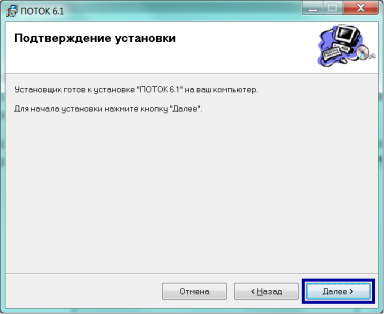 ПОТОК 6.1
Подтверждение установки
Установщик готов к установке "ПОТОК 6.1" на ваш компьютер.
Для начала установки нажмите кнопку "Далее".
Отмена
< Назад
Далее >